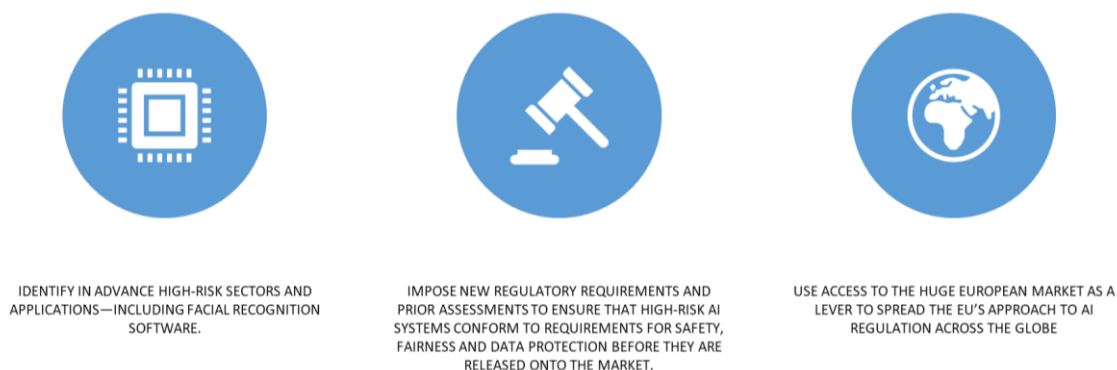 IDENTIFY IN ADVANCE HIGH-RISK SECTORS AND
APPLICATIONS—INCLUDING FACIAL RECOGNITION
SOFTWARE.
IMPOSE NEW REGULATORY REQUIREMENTS AND
PRIOR ASSESSMENTS TO ENSURE THAT HIGH-RISK AI
SYSTEMS CONFORM TO REQUIREMENTS FOR SAFETY,
FAIRNESS AND DATA PROTECTION BEFORE THEY ARE
RELEASED ONTO THE MARKET.
USE ACCESS TO THE HUGE EUROPEAN MARKET AS A
LEVER TO SPREAD THE EU'S APPROACH TO AI
REGULATION ACROSS THE GLOBE